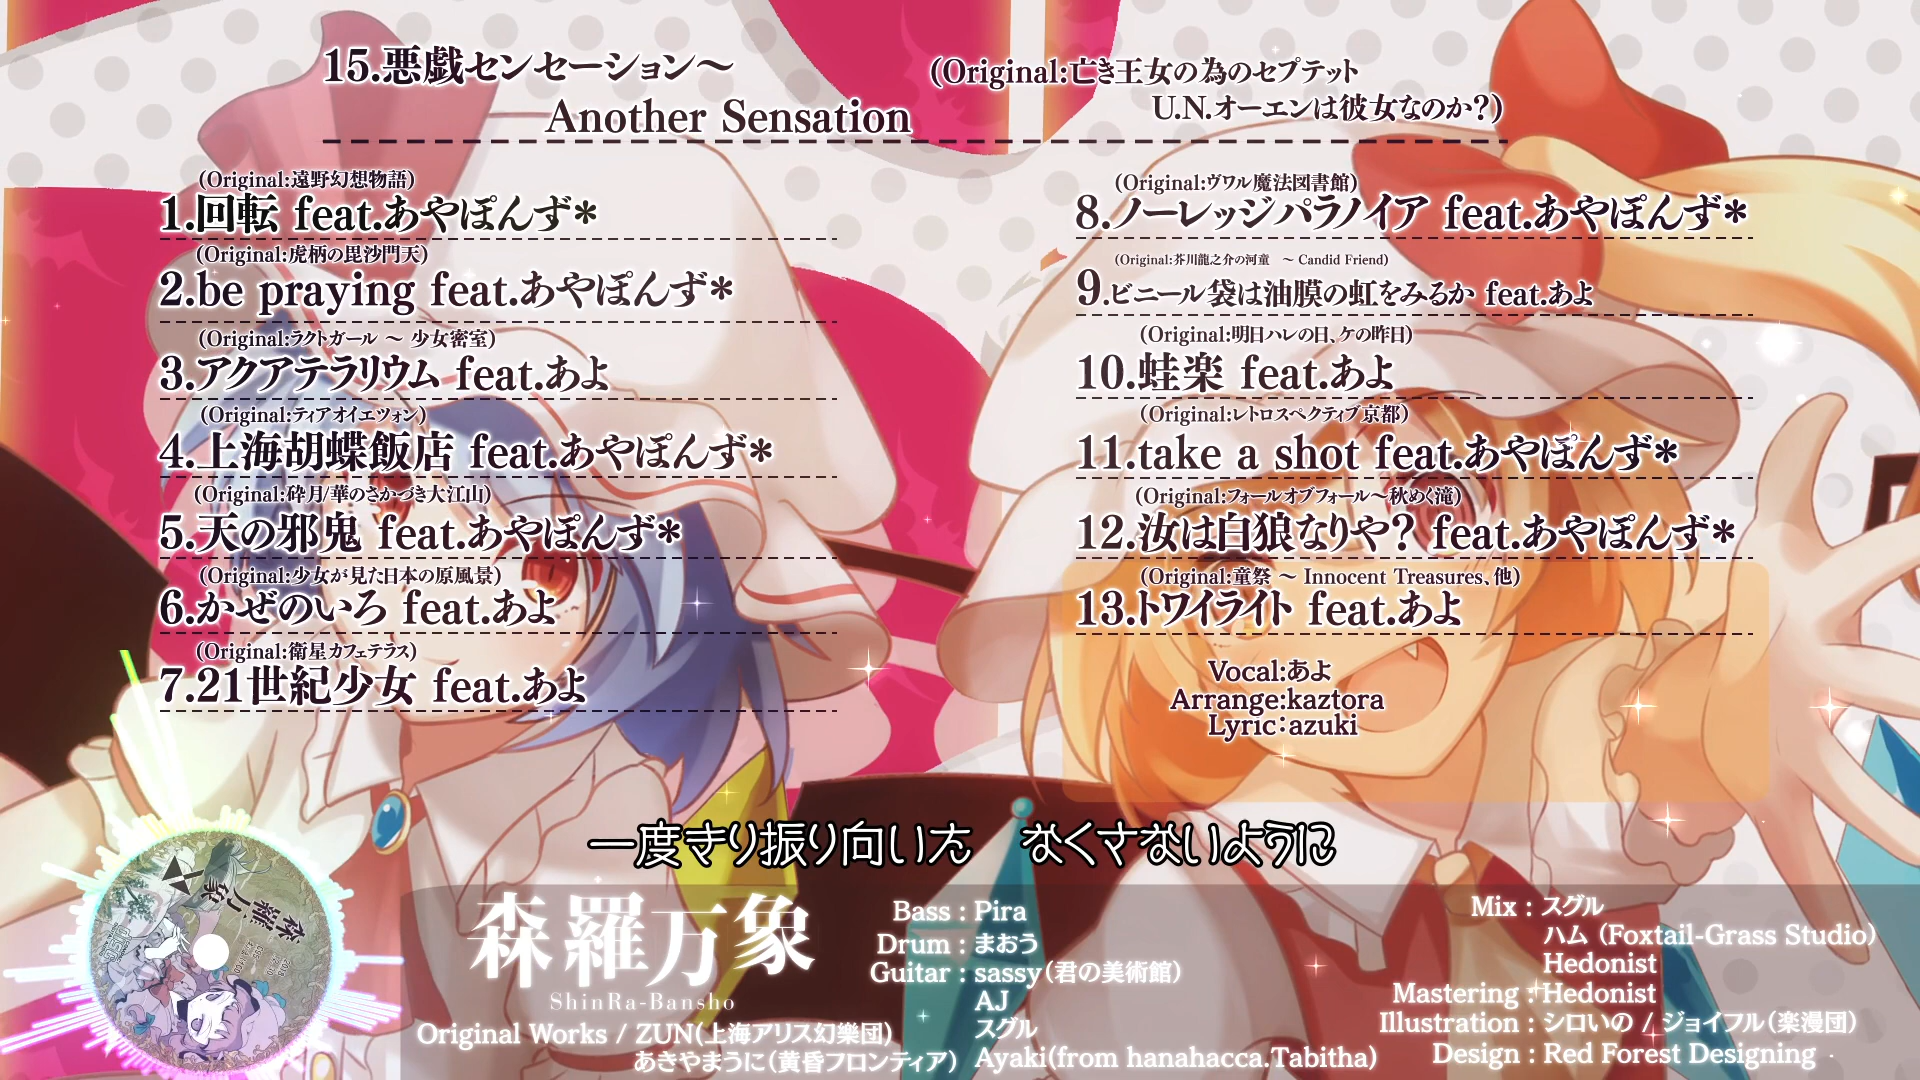 15.悪戯センセーション～
Another Sensation
(Original:亡き王女の為のセプテット
U.N.オーエンは彼女なのか?)
(Original:遠野幻想物語)
1.回転 feat.あやぽんず*
(Original:虎柄の毘沙門天)
2.be praying feat.あやぽんず*
(Original:ラクトガール ～ 少女密室)
3.アクアテラリウム feat.あよ
(Original:ティアオイエツォン)
4.上海胡蝶飯店 feat.あやぽんず*
(Original:砕月/華のさかづき大江山)
5.天の邪鬼 feat.あやぽんず*
(Original:少女が見た日本の原風景)
6.かぜのいろ feat.あよ
(Original:衛星カフェテラス)
7.21世紀少女 feat.あよ
(Original:ヴワル魔法図書館)
8.ノーレッジパラノイア feat.あやぽんず*
(Original:芥川龍之介の河童　～ Candid Friend)
9.ビニール袋は油膜の虹をみるか feat.あよ
(Original:明日ハレの日、ケの昨日)
10.蛙楽 feat.あよ
(Original:レトロスペクティブ京都)
11.take a shot feat.あやぽんず*
(Original:フォールオブフォール～秋めく滝)
12.汝は白狼なりや? feat.あやぽんず*
(Original:童祭 ～ Innocent Treasures、他)
13.トワイライト feat.あよ
Vocal:あよ
Arrange:kaztora
Lyric:azuki
一度きり振り向いた　なくさないように
森羅万象
ShinRa-Bansho
Original Works / ZUN(上海アリス幻樂団)
あきやまうに(黄昏フロンティア)
Bass : Pira
Drum : まおう
Guitar : sassy(君の美術館)
AJ
スグル
Ayaki(from hanahacca.Tabitha)
Mix : スグル
ハム (Foxtail-Grass Studio)
Hedonist
Mastering : Hedonist
Illustration : シロいの / ジョイフル(楽漫団)
Design : Red Forest Designing
森羅万象